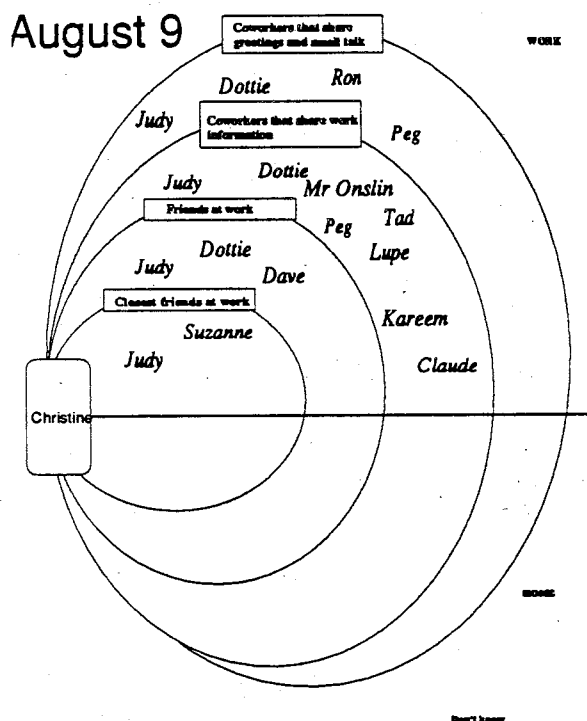 August 9
Coworkers that share
greetings and small talk
WORK
Ron
Dottie
Judy
Coworkers that share work
information
Peg
Dottie
Judy
Mr Onslin
Friends at work
Peg
Tad
Dottie
Lupe
Judy
Dave
Closest friends at work
Kareem
Suzanne
Judy
Claude
Christine
Don't know